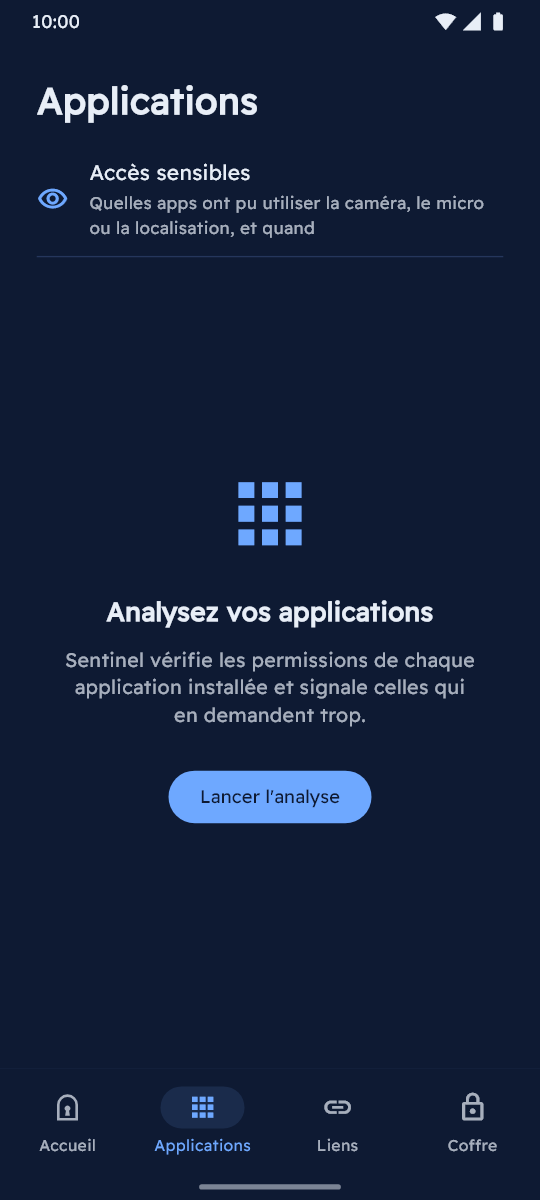 10:00
Applications
Accès sensibles
Quelles apps ont pu utiliser la caméra, le micro
ou la localisation, et quand
Analysez vos applications
Sentinel vérifie les permissions de chaque
application installée et signale celles qui
en demandent trop.
Lancer l'analyse
Accueil
Applications
Liens
Coffre